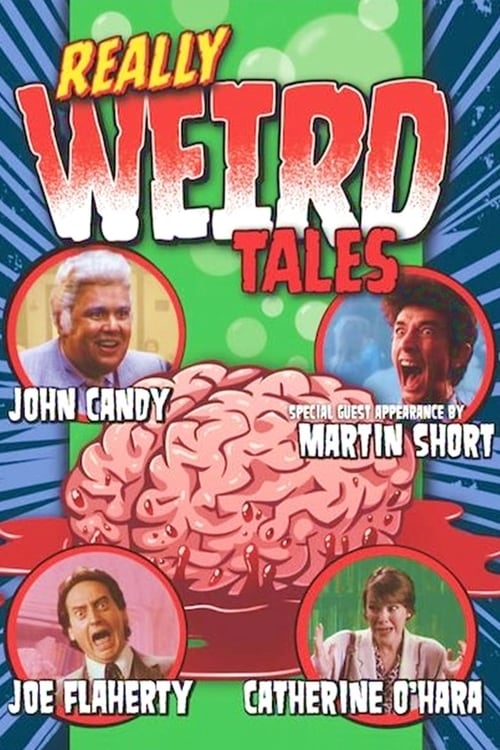 REALLY
WEIRD
TALES
JOHN CANDY
SPECIAL GUEST APPEARANCE BY
MARTIN SHORT
JOE FLAHERTY
CATHERINE O'HARA